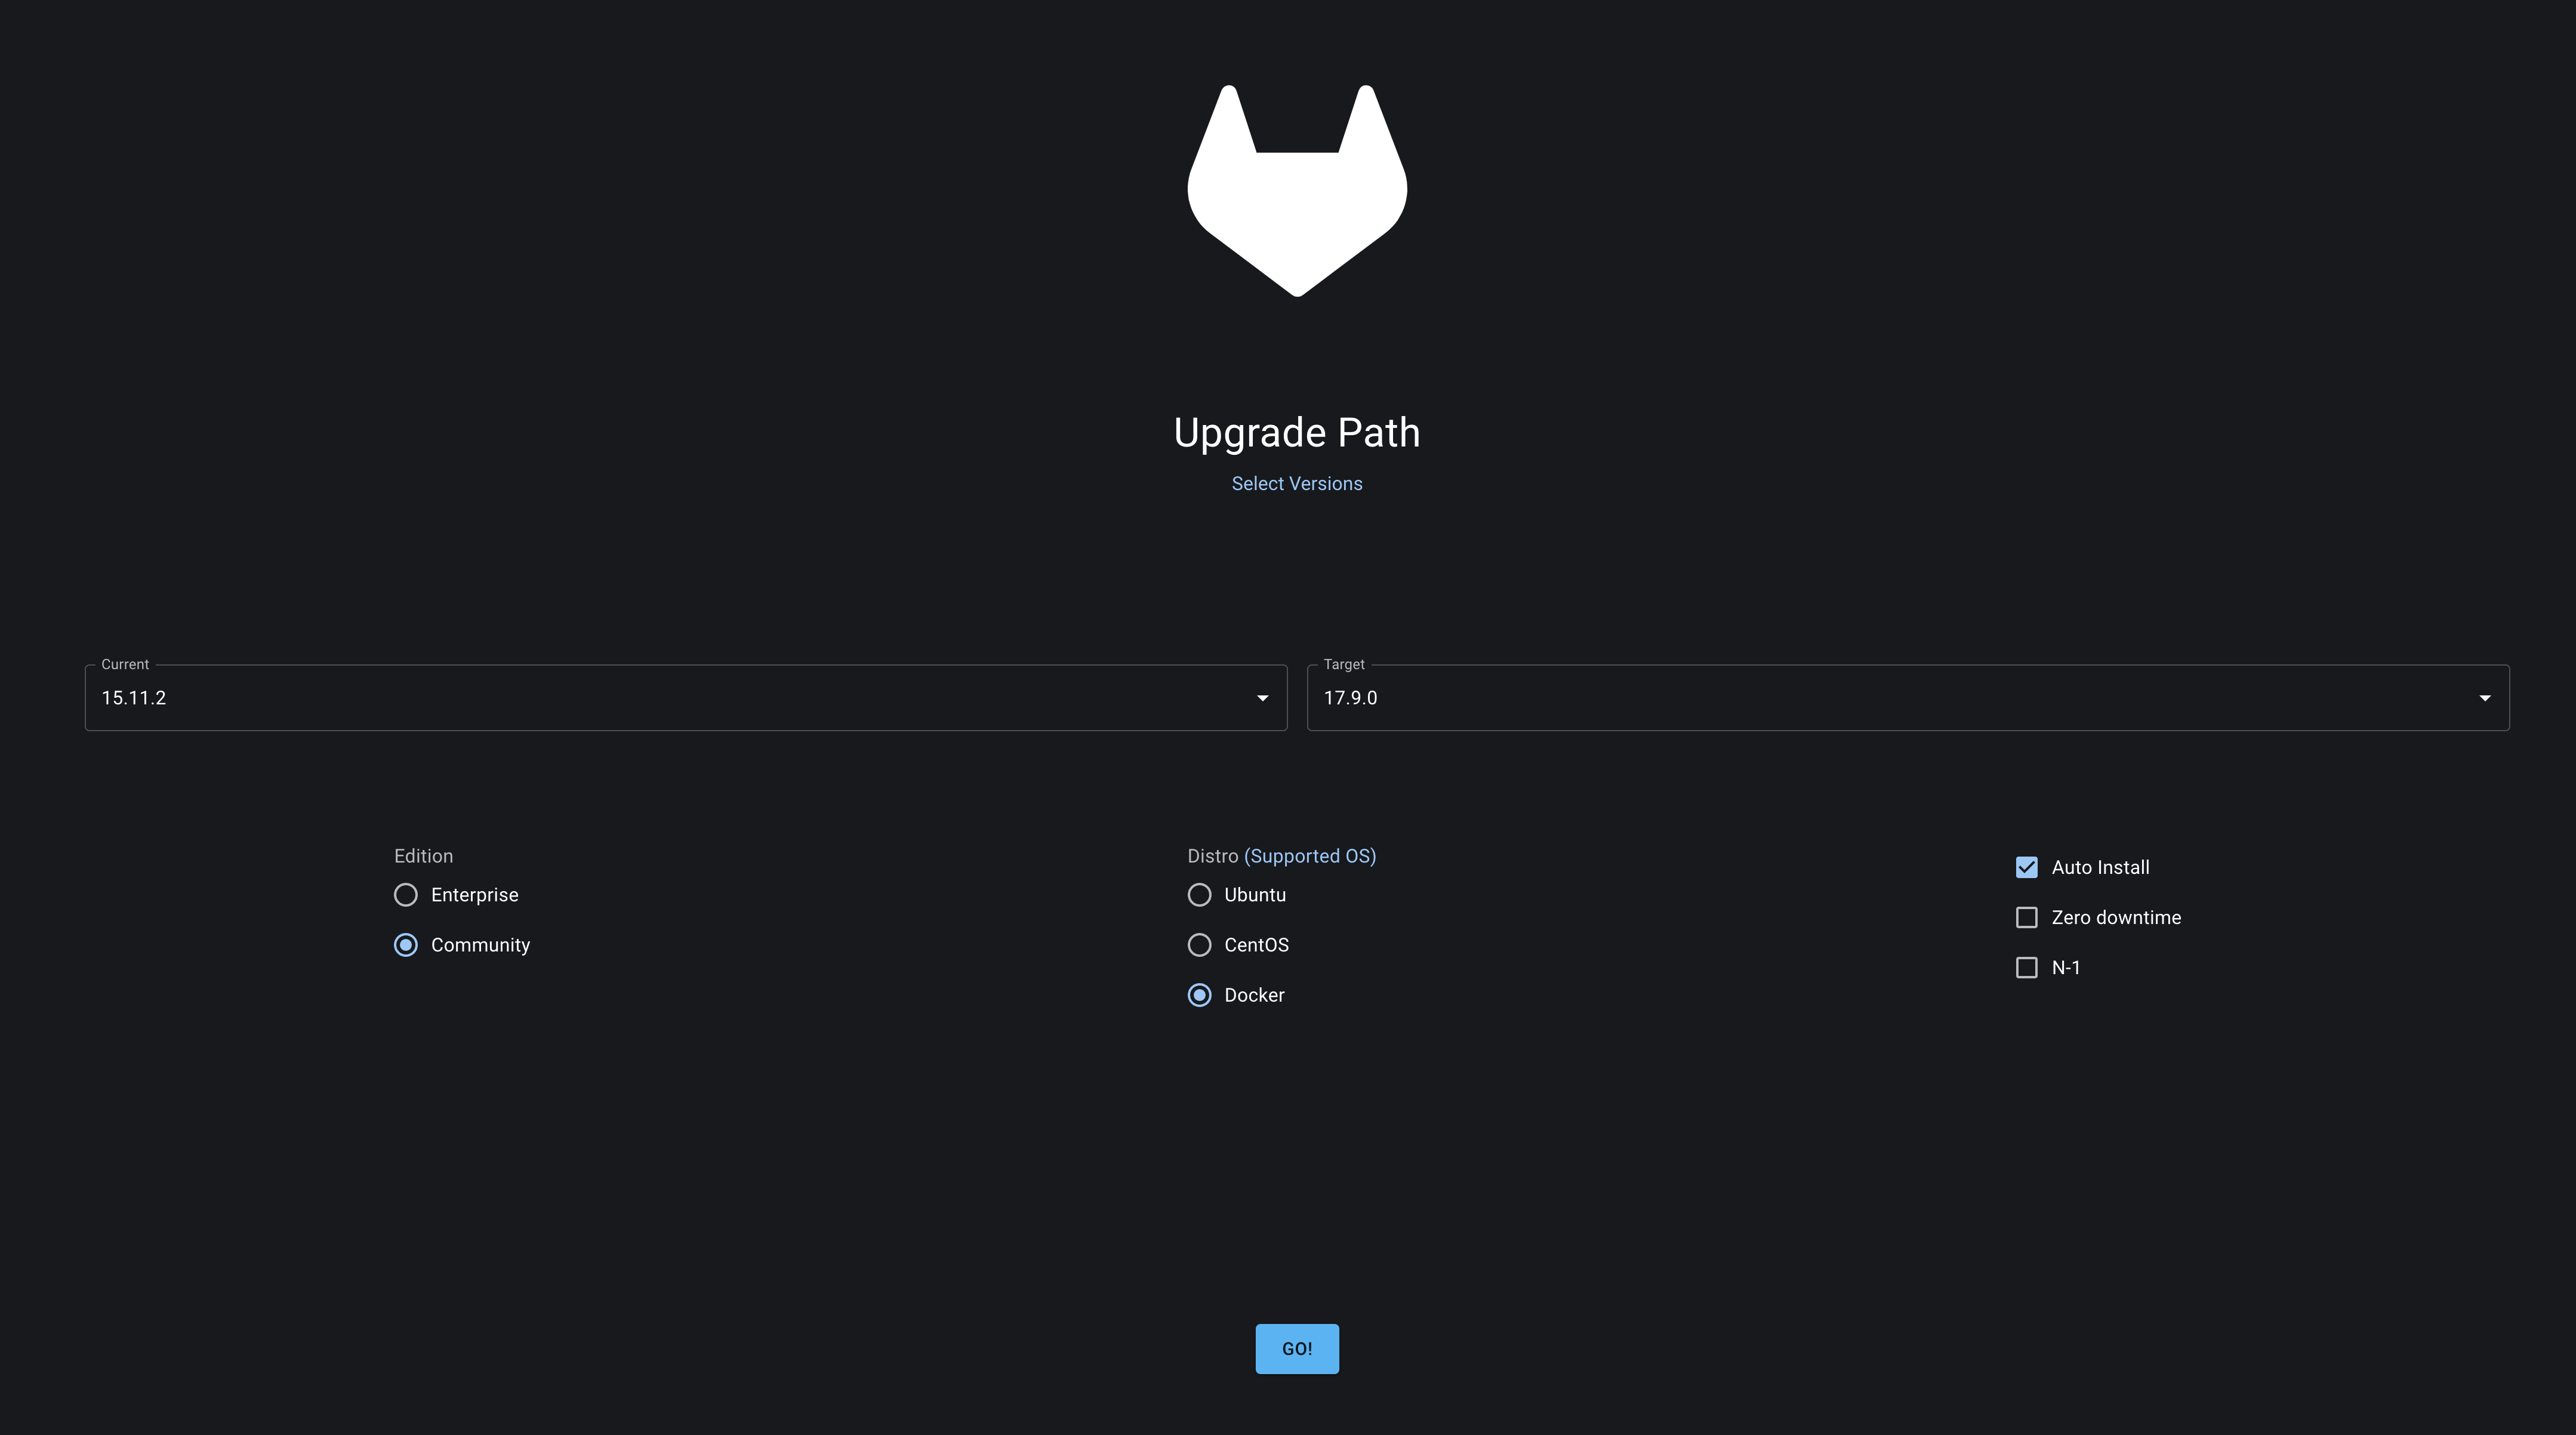 Upgrade Path
Select Versions
Current
15.11.2
Target
17.9.0
Edition
Enterprise
Community
Distro (Supported OS)
Ubuntu
CentOS
Docker
Auto Install
Zero downtime
N-1
GO!